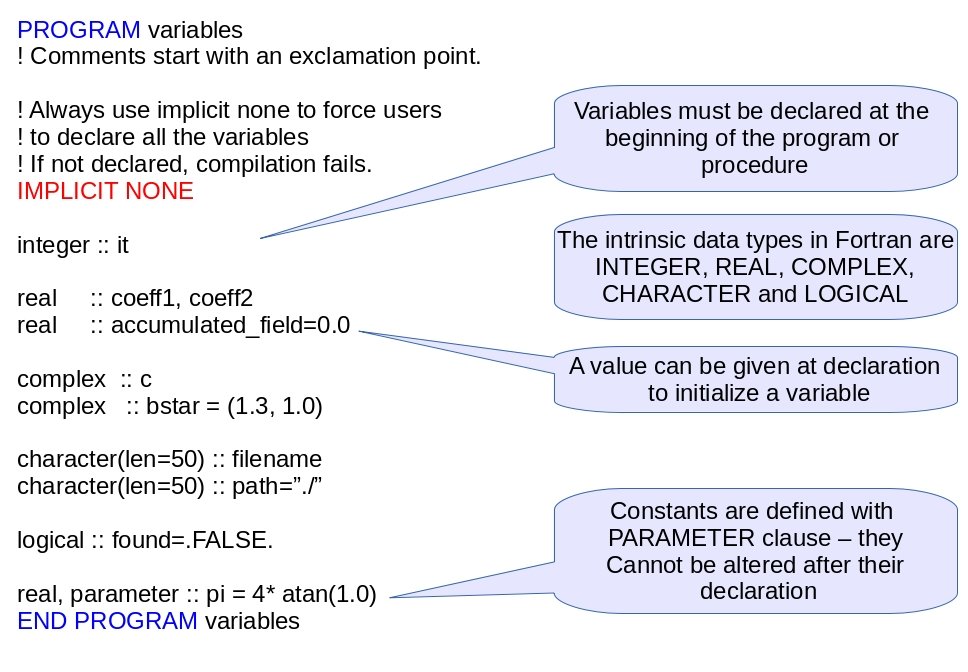 PROGRAM variables
! Comments start with an exclamation point.
! Always use implicit none to force users
! to declare all the variables
! If not declared, compilation fails.
IMPLICIT NONE
integer :: it
real     :: coeff1, coeff2
real     :: accumulated_field=0.0
complex  :: c
complex   :: bstar = (1.3, 1.0)
character(len=50) :: filename
character(len=50) :: path=”./”
logical :: found=.FALSE.
real, parameter :: pi = 4* atan(1.0)
END PROGRAM variables
Variables must be declared at the
beginning of the program or
procedure
The intrinsic data types in Fortran are
INTEGER, REAL, COMPLEX,
CHARACTER and LOGICAL
A value can be given at declaration
to initialize a variable
Constants are defined with
PARAMETER clause – they
Cannot be altered after their
declaration